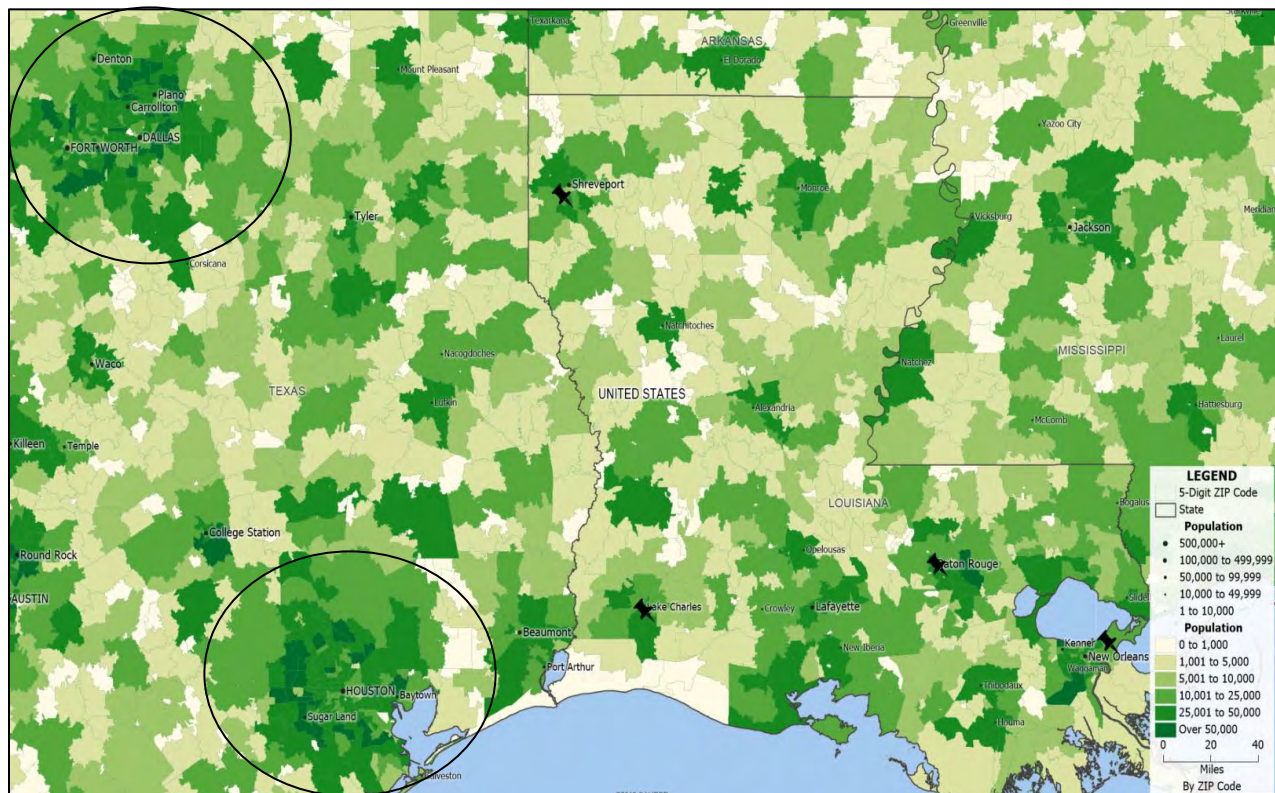 Texarkana
Greenville
Starkville
ARKANSAS
El Dorado
Denton
Mount Pleasant
Plano
Carrollton
DALLAS
FORT WORTH
Yazoo City
Shreveport
Monroe
Tyler
Vicksburg
Jackson
Meridian
Corsicana
Natchitoches
Waco
Nacogdoches
Natchez
MISSISSIPPI
Laurel
TEXAS
UNITED STATES
Lufkin
Alexandria
Hattiesburg
McComb
Killeen
Temple
LOUISIANA
Bogalus
College Station
Round Rock
Opelousas
aton Rouge
AUSTIN
Lake Charles
Crowley
Lafayette
Slidel
Beaumont
Kenner
New Orleans
New Iberia
Port Arthur
Waggaman
HOUSTON
Baytown
Thibodaux
Sugar Land
Houma
Galveston
LEGEND
5-Digit ZIP Code
State
Population
500,000+
100,000 to 499,999
50,000 to 99,999
10,000 to 49,999
1 to 10,000
Population
0 to 1,000
1,001 to 5,000
5,001 to 10,000
10,001 to 25,000
25,001 to 50,000
Over 50,000
0 20 40
Miles
By ZIP Code